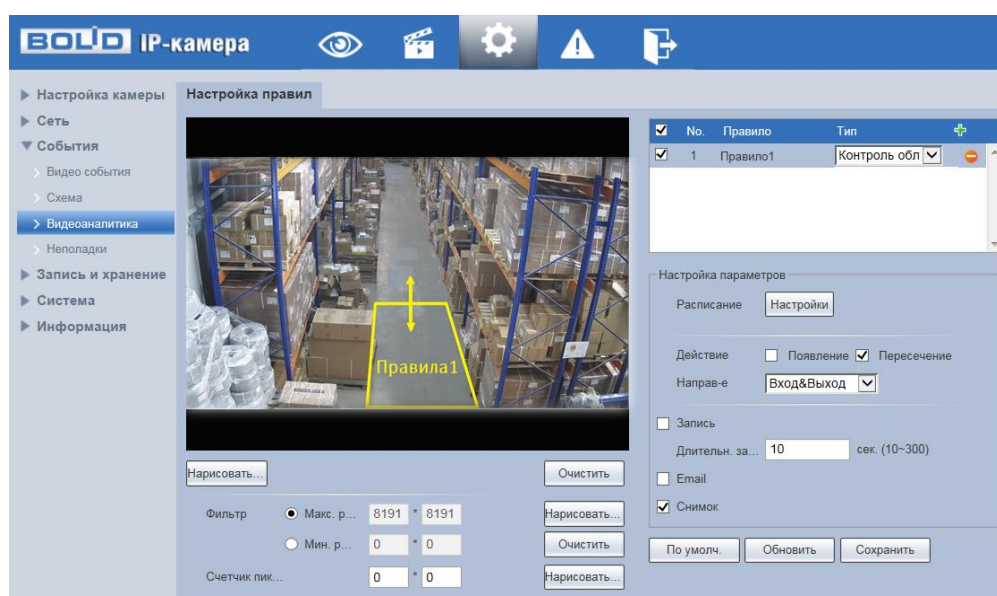 BOLID IP-камера
Настройка камеры
Сеть
События
Видео события
Схема
Видеоаналитика
Неполадки
Запись и хранение
Система
Информация
Настройка правил
Правила1
Нарисовать...
Очистить
Фильтр Макс. р... 8191 * 8191 Нарисовать...
Мин. р... 0 * 0 Очистить
Счетчик пик... 0 * 0 Нарисовать...
No. Правило Тип
1 Правило1 Контроль обл
Настройка параметров
Расписание Настройки
Действие Появление Пересечение
Направ-е Вход&Выход
Запись
Длительн. за... 10 сек. (10~300)
Email
Снимок
По умолч. Обновить Сохранить